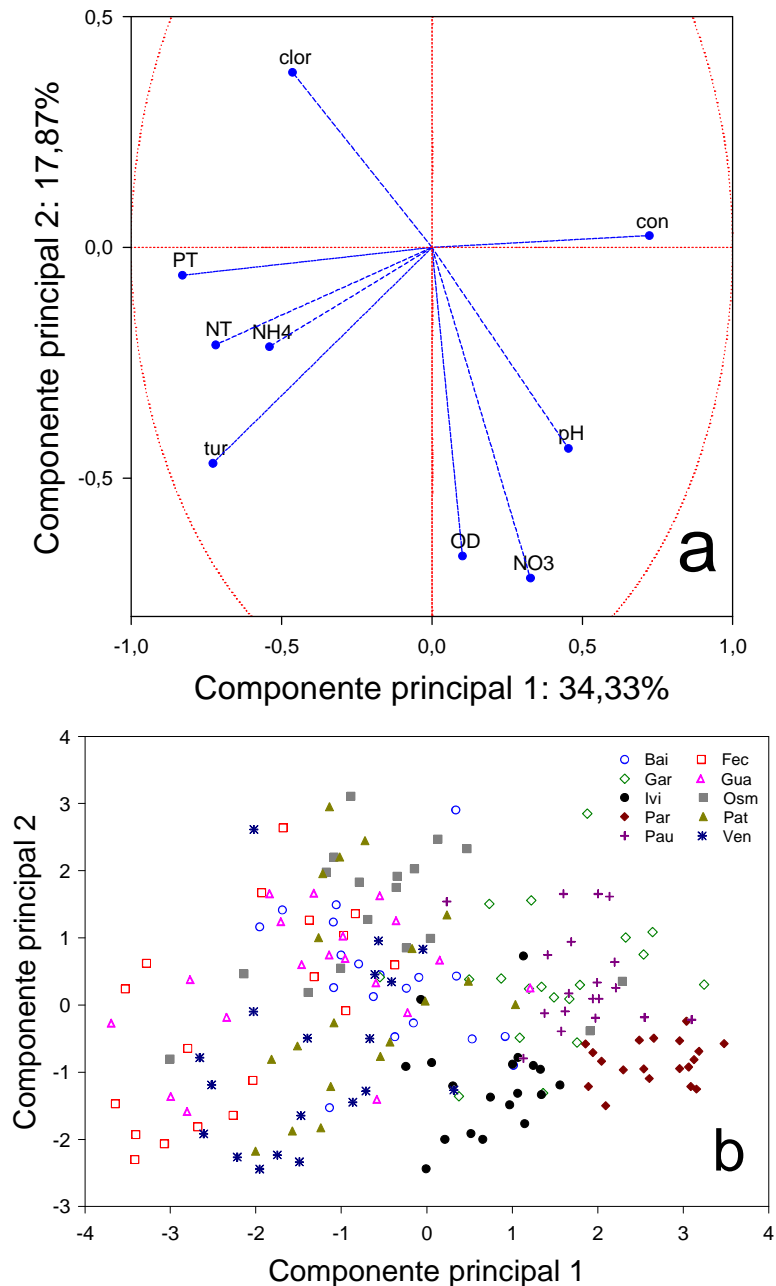 0,5
clor
con
0,0
PT
NT
NH4
pH
tur
-0,5
OD
NO3
a
-1,0 -0,5 0,0 0,5 1,0
Componente principal 2: 17,87%
Componente principal 1: 34,33%
4
Bai Fec
Gar Gua
3
Ivi Osm
Par Pat
Pau Ven
2
1
0
-1
-2
b
-3
-4 -3 -2 -1 0 1 2 3 4
Componente principal 2
Componente principal 1